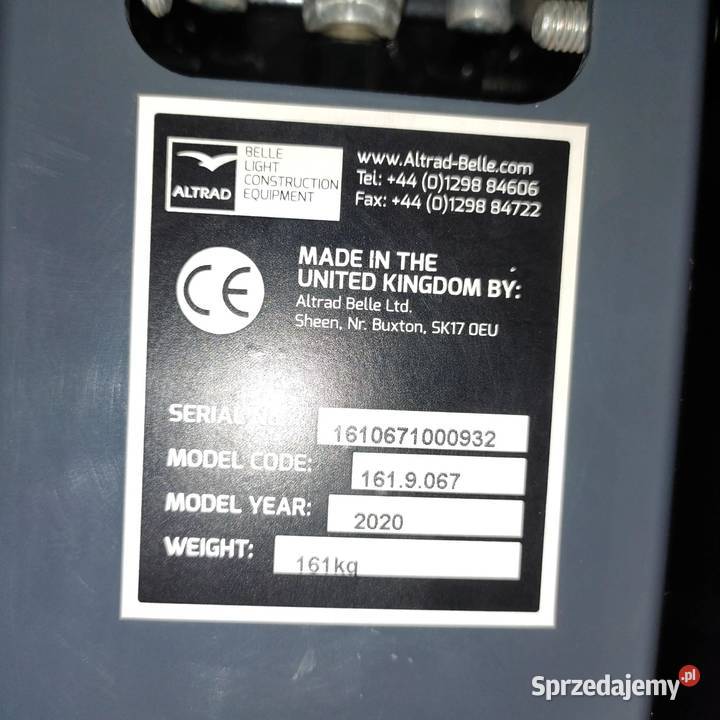 BELLE
LIGHT
CONSTRUCTION
EQUIPMENT
ALTRAD
www.Altrad-Belle.com
Tel: +44 (0)1298 84606
Fax: +44 (0)1298 84722
CE
MADE IN THE
UNITED KINGDOM BY:
Altrad Belle Ltd.
Sheen, Nr. Buxton, SK17 0EU
SERIAL 1610671000932
MODEL CODE: 161.9.067
MODEL YEAR: 2020
WEIGHT: 161kg
Sprzedajemy.pl